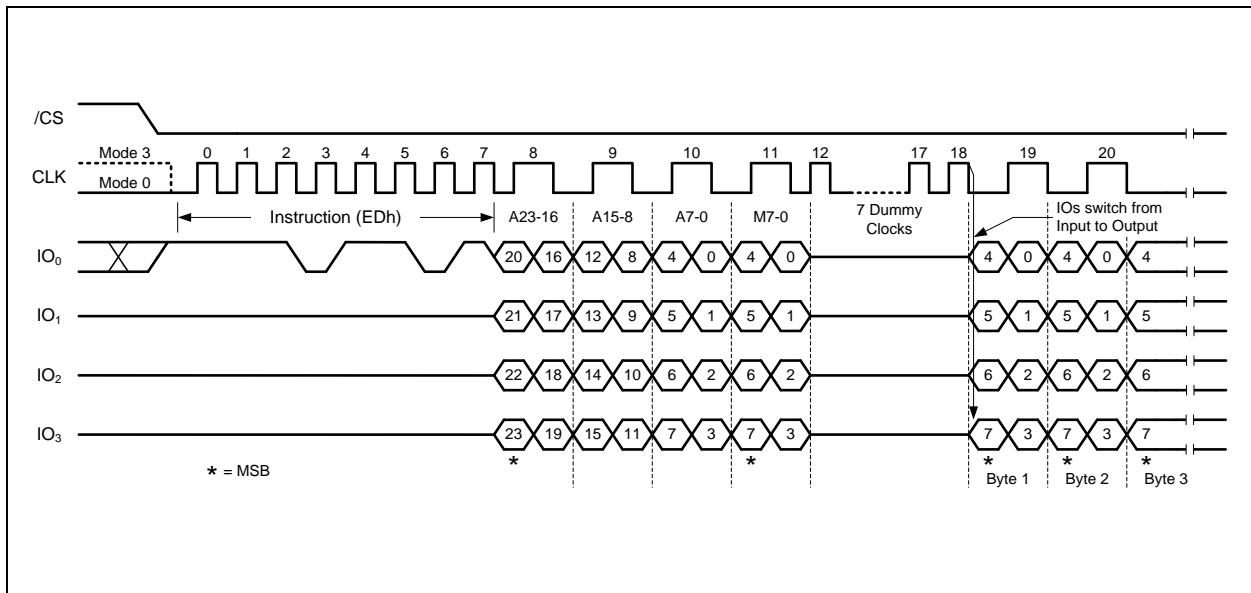 /CS
Mode 3
0 1 2 3 4 5 6 7 8 9 10 11 12 17 18 19 20
CLK
Mode 0
Instruction (EDh)
A23-16 A15-8 A7-0 M7-0
7 Dummy
Clocks
IOs switch from
Input to Output
IO₀ 20 16 12 8 4 0 4 0 4 0 4 0 4
IO₁ 21 17 13 9 5 1 5 1 5 1 5 1 5
IO₂ 22 18 14 10 6 2 6 2 6 2 6 2 6
IO₃ 23 19 15 11 7 3 7 3 7 3 7 3 7
* * * * *
* = MSB
Byte 1 Byte 2 Byte 3